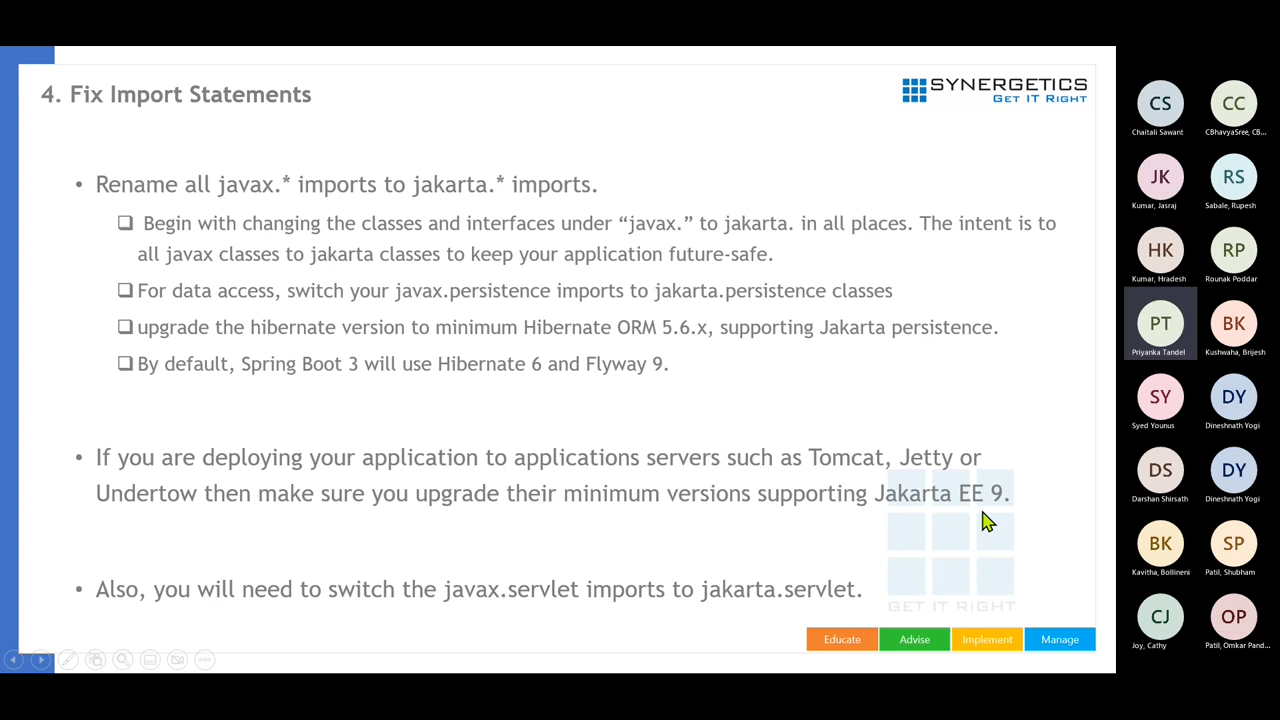 4. Fix Import Statements
SYNERGETICS
GET IT RIGHT
• Rename all javax.* imports to jakarta.* imports.
❑ Begin with changing the classes and interfaces under “javax.” to jakarta. in all places. The intent is to
all javax classes to jakarta classes to keep your application future-safe.
❑ For data access, switch your javax.persistence imports to jakarta.persistence classes
❑ upgrade the hibernate version to minimum Hibernate ORM 5.6.x, supporting Jakarta persistence.
❑ By default, Spring Boot 3 will use Hibernate 6 and Flyway 9.
• If you are deploying your application to applications servers such as Tomcat, Jetty or
Undertow then make sure you upgrade their minimum versions supporting Jakarta EE 9.
• Also, you will need to switch the javax.servlet imports to jakarta.servlet.
GET IT RIGHT
Educate Advise Implement Manage
CS CC
Chaitali Sawant CBhavyaSree, CB...
JK RS
Kumar, Jasraj Sabale, Rupesh
HK RP
Kumar, Hradesh Rounak Poddar
PT BK
Priyanka Tandel Kushwaha, Brijesh
SY DY
Syed Younus Dineshnath Yogi
DS DY
Darshan Shirsath Dineshnath Yogi
BK SP
Kavitha, Bollineni Patil, Shubham
CJ OP
Joy, Cathy Patil, Omkar Pand...